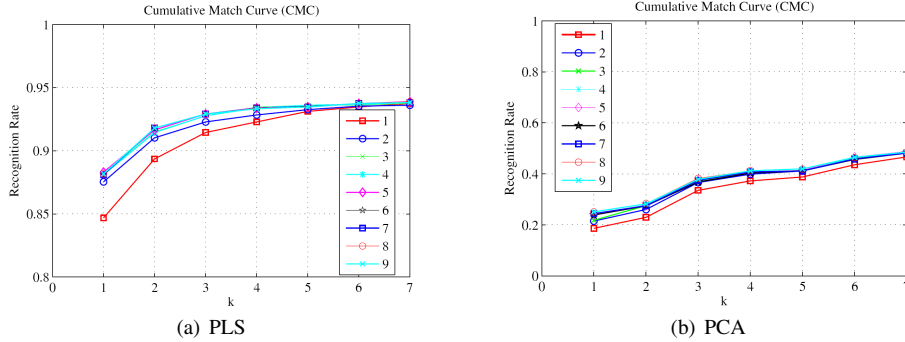 Cumulative Match Curve (CMC)
Recognition Rate
1
0.95
0.9
0.85
0.8
0 1 2 3 4 5 6 7
k
1
2
3
4
5
6
7
8
9
(a) PLS
Cumulative Match Curve (CMC)
Recognition Rate
1
0.8
0.6
0.4
0.2
0
0 1 2 3 4 5 6 7
k
1
2
3
4
5
6
7
8
9
(b) PCA